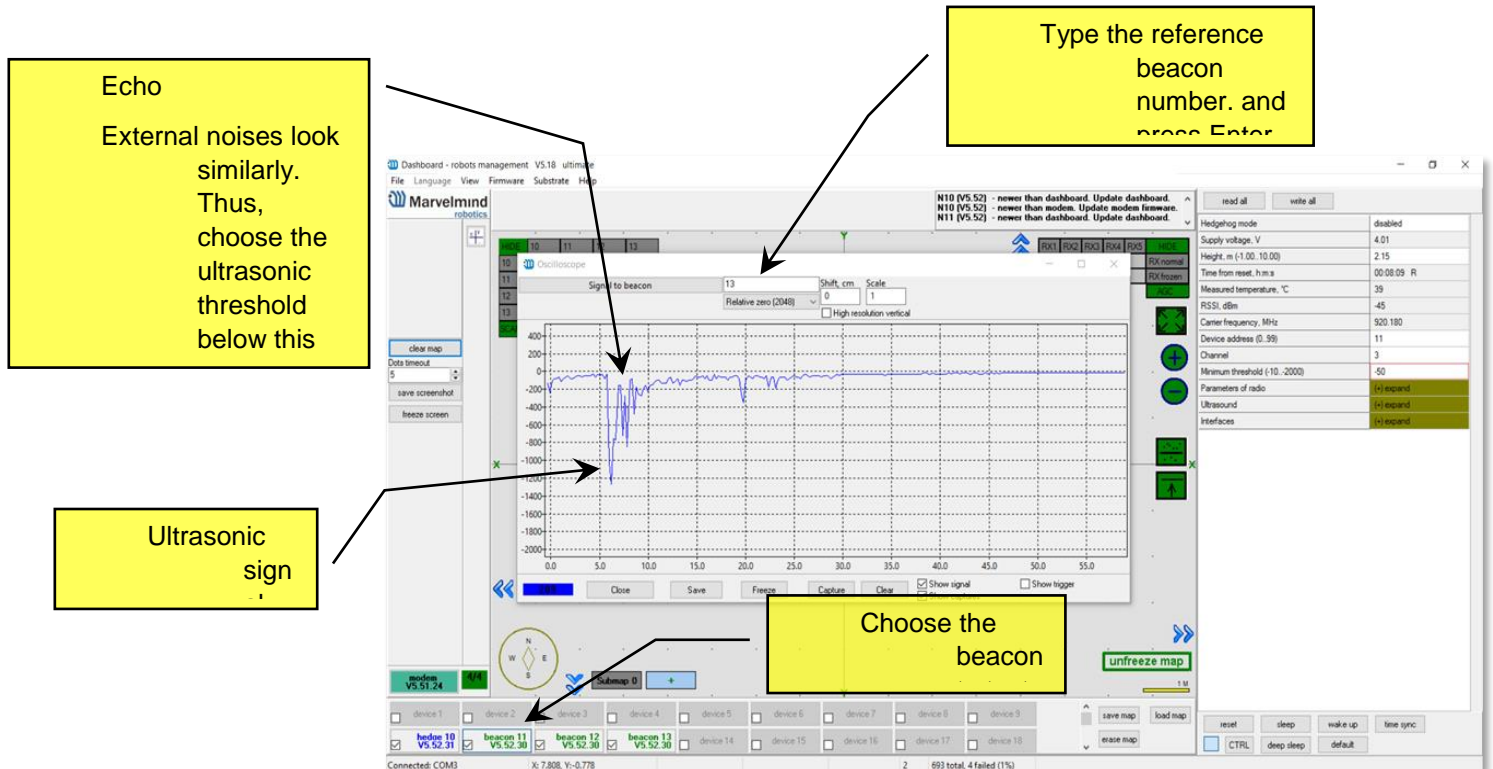 Type the reference
beacon
number. and
press Enter
Echo
External noises look
similarly.
Thus,
choose the
ultrasonic
threshold
below this
Ultrasonic
sign
Choose the
beacon
Dashboard - robots management V5.18 ultimate
File Language View Firmware Substrate Help
Marvelmind
robotics
N10 (V5.52) - newer than dashboard. Update dashboard.
N10 (V5.52) - newer than modem. Update modem firmware.
N11 (V5.52) - newer than dashboard. Update dashboard.
read all write all
Hedgehog mode disabled
Supply voltage, V 4.01
Height, m (-1.00..10.00) 2.15
Time from reset, h:m:s 00:08:09 R
Measured temperature, °C 39
RSSI, dBm -45
Carrier frequency, MHz 920.180
Device address (0..99) 11
Channel 3
Minimum threshold (-10..-2000) -50
Parameters of radio (+) expand
Ultrasound (+) expand
Interfaces (+) expand
HIDE 10 11 13
RX1 RX2 RX3 RX4 RX5 HIDE
10
11
12
13
RX normal
RX frozen
AGC
Y
X
X
Oscilloscope
Signal to beacon 13 Shift, cm Scale
Relative zero (2048) 0 1
High resolution vertical
400
200
0
-200
-400
-600
-800
-1000
-1200
-1400
-1600
-1800
-2000
0.0 5.0 10.0 15.0 20.0 25.0 30.0 35.0 40.0 45.0 50.0 55.0
Close Save Freeze Capture Clear Show signal Show trigger
clear map
Dots timeout
5
save screenshot
freeze screen
N
W E
S
modem
V5.51.24
4/4
Submap 0 +
unfreeze map
1 M
device 1 device 2 device 3 device 4 device 5 device 6 device 7 device 8 device 9
hedge 10
V5.52.31
beacon 11
V5.52.30
beacon 12
V5.52.30
beacon 13
V5.52.30
device 14 device 15 device 16 device 17 device 18
save map load map
erase map
reset sleep wake up time sync
CTRL deep sleep default
Connected: COM3 X: 7.808, Y:-0.778 2 693 total, 4 failed (1%)